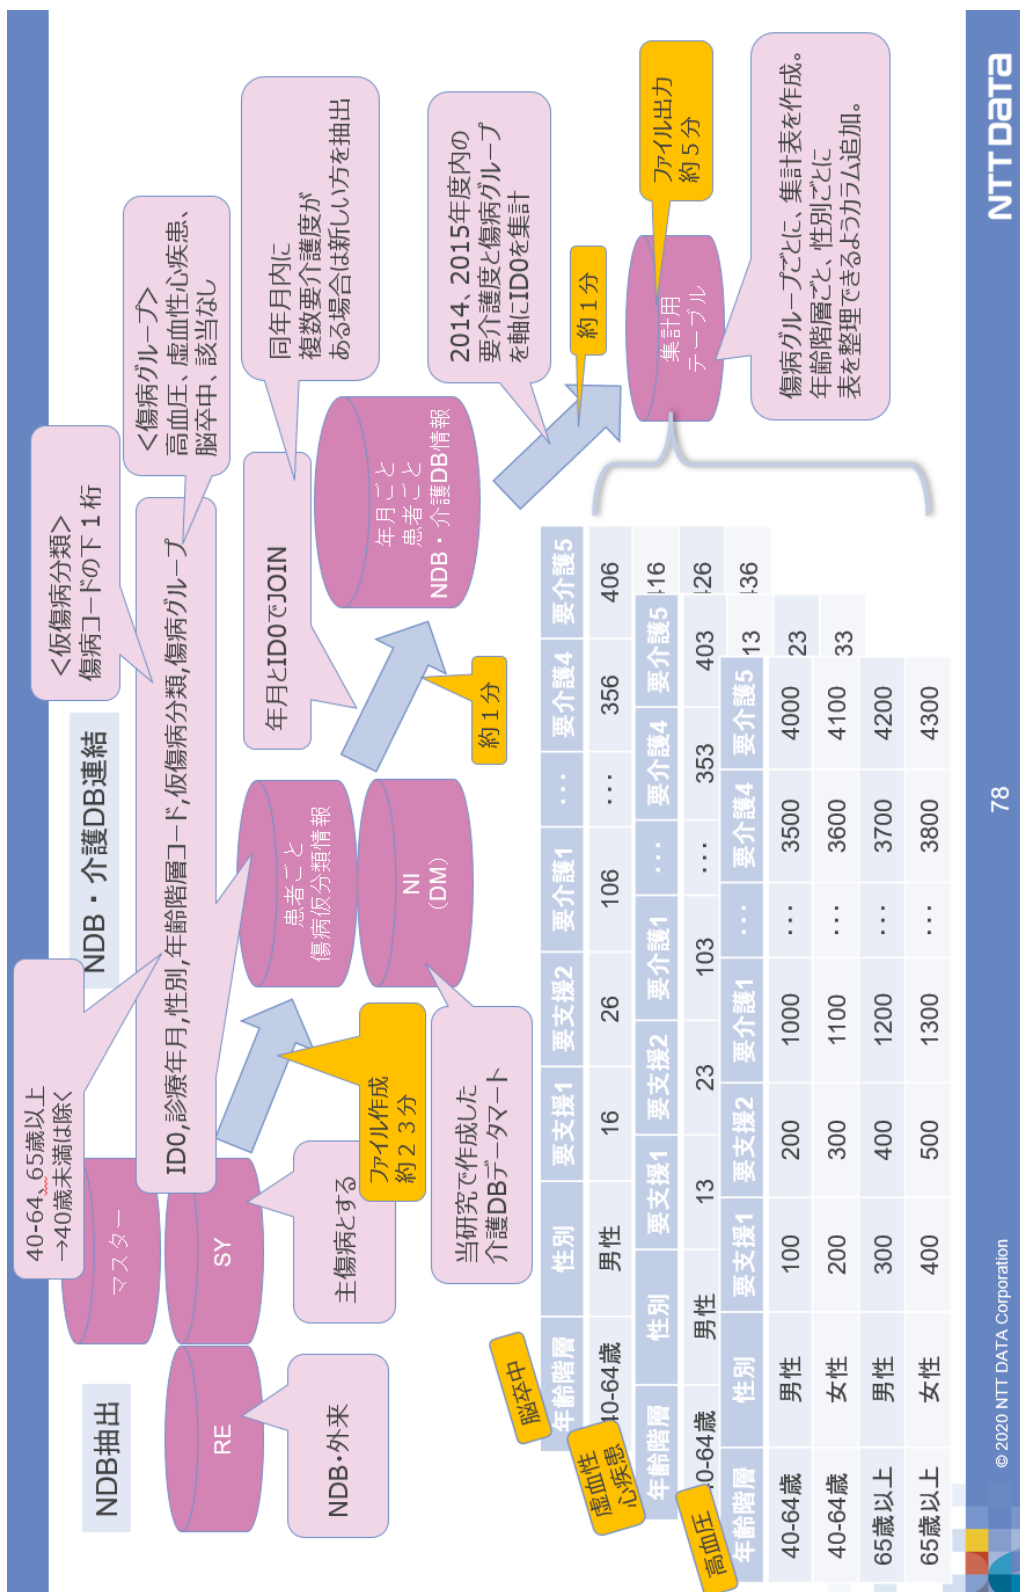 NDB抽出
NDB・介護DB連結
40-64、65歳以上
→40歳未満は除く
マスター
RE
SY
NDB・外来
主傷病とする
ID0,診療年月,性別,年齢階層コード,仮傷病分類,傷病グループ
<仮傷病分類>
傷病コードの下1桁
<傷病グループ>
高血圧、虚血性心疾患、
脳卒中、該当なし
ファイル作成
約23分
患者ごと
傷病仮分類情報
NI
(DM)
当研究で作成した
介護DBデータマート
年月とID0でJOIN
約1分
同年月内に
複数要介護度が
ある場合は新しい方を抽出
年月ごと
患者ごと
NDB・介護DB情報
2014、2015年度内の
要介護度と傷病グループ
を軸にID0を集計
約1分
集計用
テーブル
ファイル出力
約5分
傷病グループごとに、集計表を作成。
年齢階層ごと、性別ごとに
表を整理できるようカラム追加。
脳卒中
年齢階層 性別 要支援1 要支援2 要介護1 ... 要介護4 要介護5
40-64歳 男性 16 26 106 ... 356 406
416
426
436
虚血性
心疾患
年齢階層 性別 要支援1 要支援2 要介護1 ... 要介護4 要介護5
40-64歳 男性 13 23 103 ... 353 403
13
23
33
高血圧
年齢階層 性別 要支援1 要支援2 要介護1 ... 要介護4 要介護5
40-64歳 男性 100 200 1000 ... 3500 4000
40-64歳 女性 200 300 1100 ... 3600 4100
65歳以上 男性 300 400 1200 ... 3700 4200
65歳以上 女性 400 500 1300 ... 3800 4300
© 2020 NTT DATA Corporation
78
NTT DATA